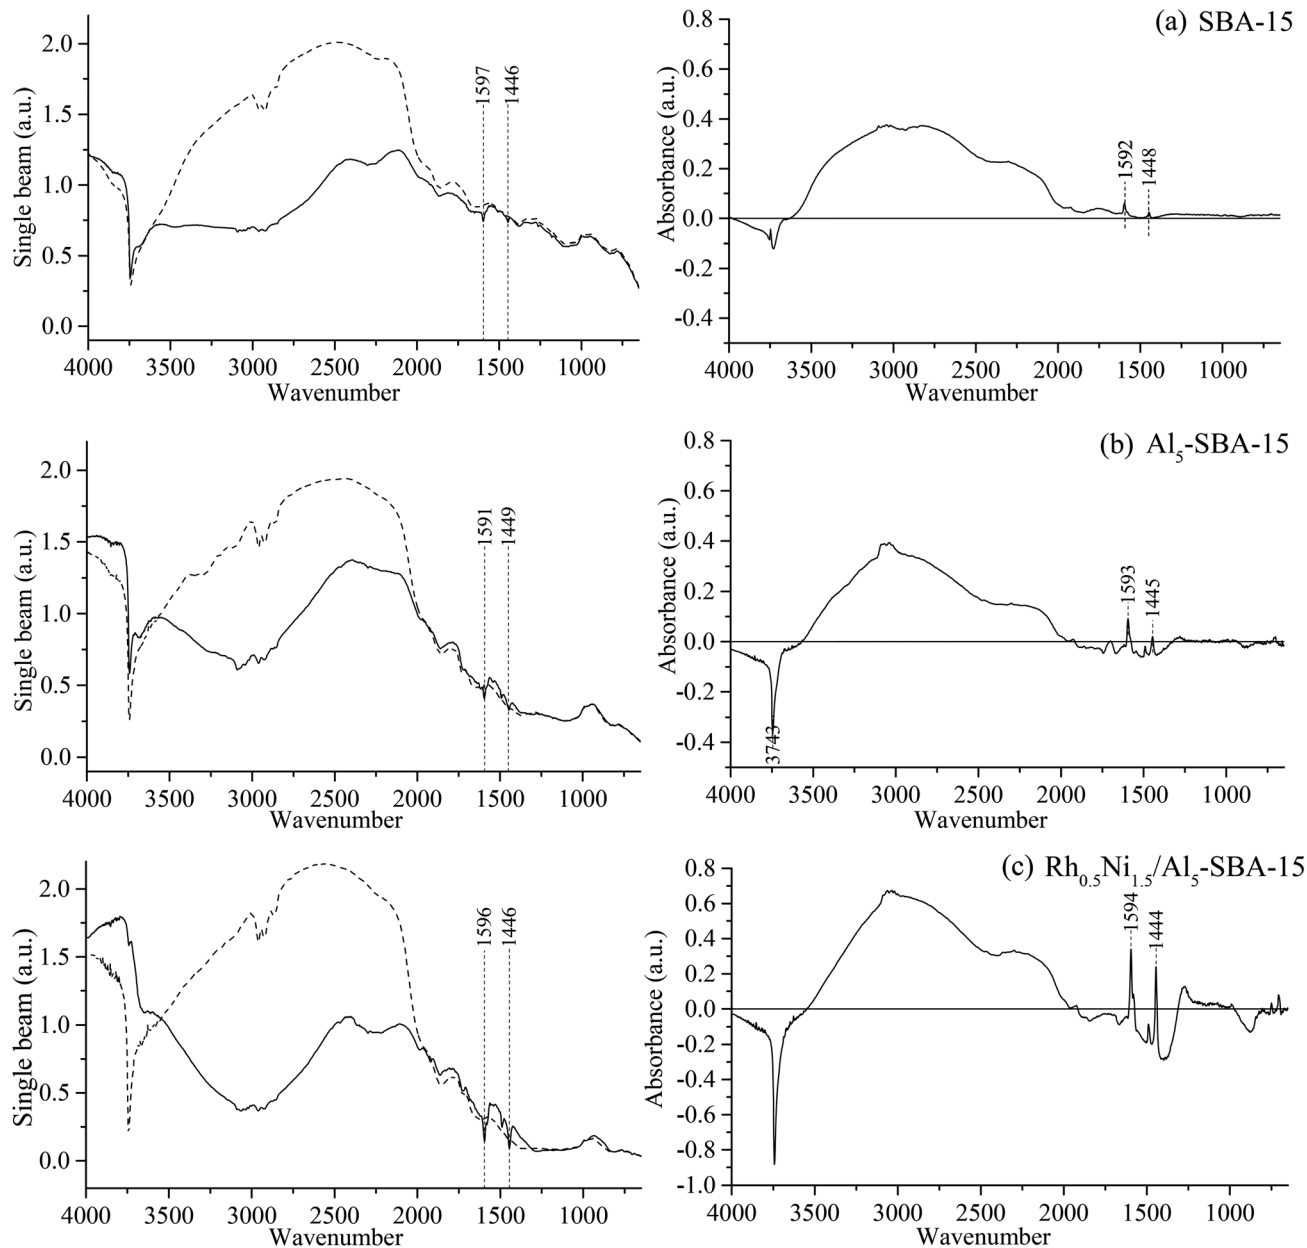 (a) SBA-15
Single beam (a.u.)
2.0
1.5
1.0
0.5
0.0
1597
1446
4000 3500 3000 2500 2000 1500 1000
Wavenumber
Absorbance (a.u.)
0.8
0.6
0.4
0.2
0.0
-0.2
-0.4
1592
1448
4000 3500 3000 2500 2000 1500 1000
Wavenumber
(b) Al5-SBA-15
Single beam (a.u.)
2.0
1.5
1.0
0.5
0.0
1591
1449
4000 3500 3000 2500 2000 1500 1000
Wavenumber
Absorbance (a.u.)
0.8
0.6
0.4
0.2
0.0
-0.2
-0.4
3743
1593
1445
4000 3500 3000 2500 2000 1500 1000
Wavenumber
(c) Rh0.5Ni1.5/Al5-SBA-15
Single beam (a.u.)
2.0
1.5
1.0
0.5
0.0
1596
1446
4000 3500 3000 2500 2000 1500 1000
Wavenumber
Absorbance (a.u.)
0.8
0.6
0.4
0.2
0.0
-0.2
-0.4
-0.6
-0.8
-1.0
1594
1444
4000 3500 3000 2500 2000 1500 1000
Wavenumber